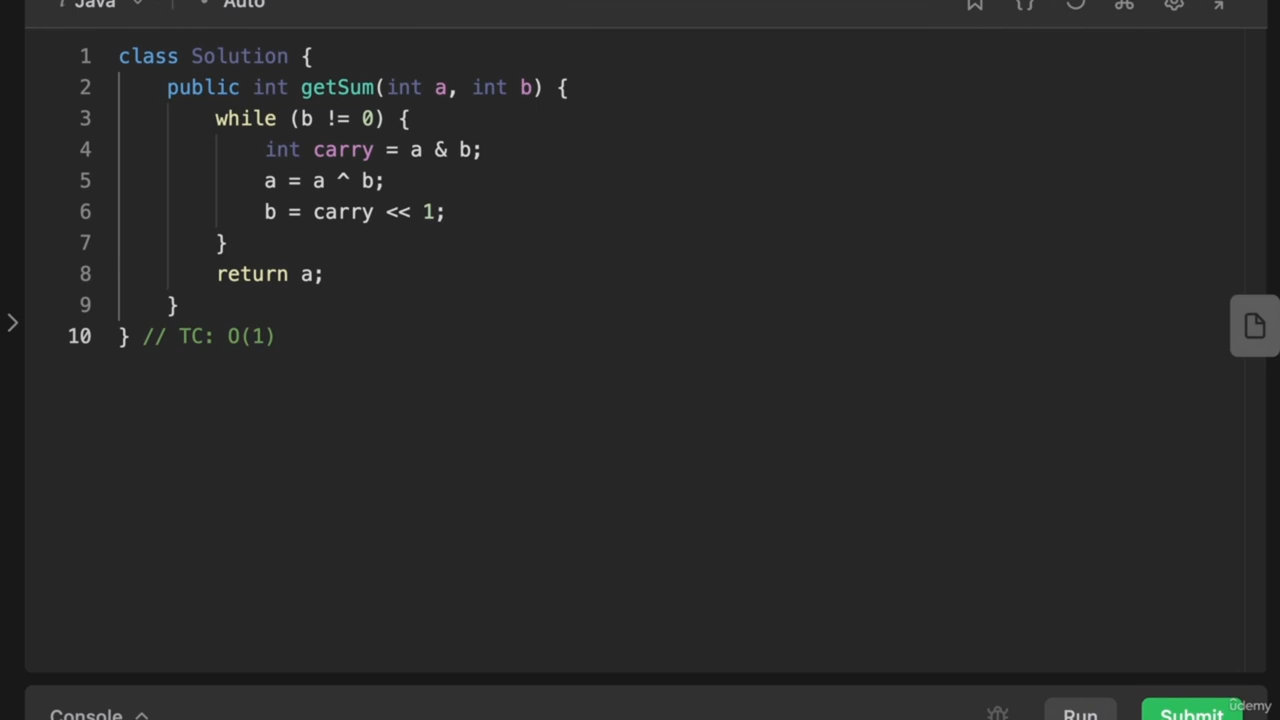 Java Auto
1 class Solution {
2 public int getSum(int a, int b) {
3 while (b != 0) {
4 int carry = a & b;
5 a = a ^ b;
6 b = carry << 1;
7 }
8 return a;
9 }
10 } // TC: O(1)
Console Run Submit
ûdemy